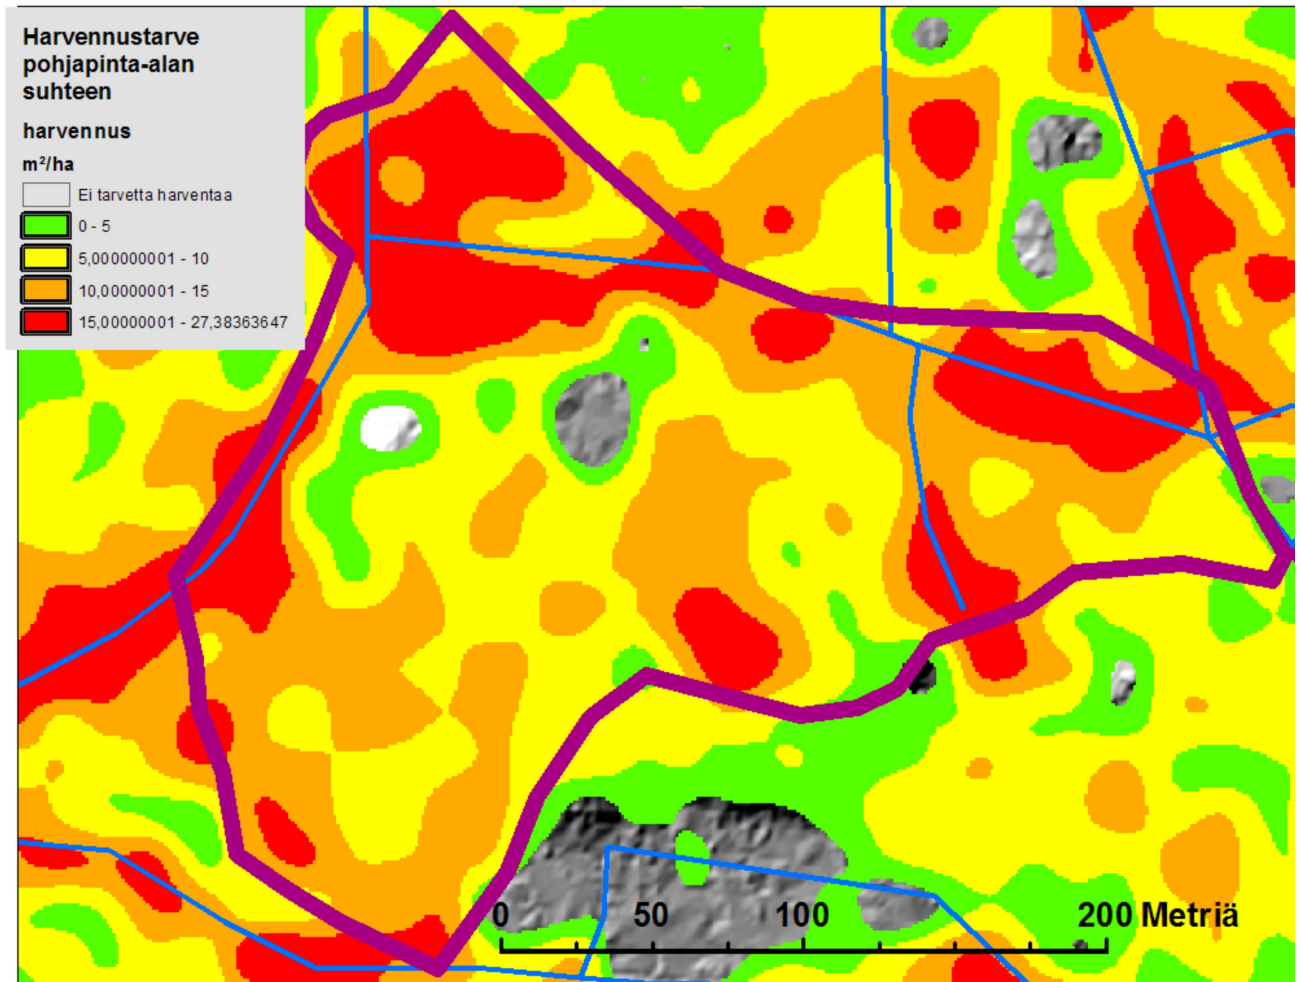 Harvennustarve
pohjapinta-alan
suhteen
harvennus
m²/ha
Ei tarvetta harventaa
0 - 5
5,000000001 - 10
10,00000001 - 15
15,00000001 - 27,38363647
0 50 100 200 Metriä